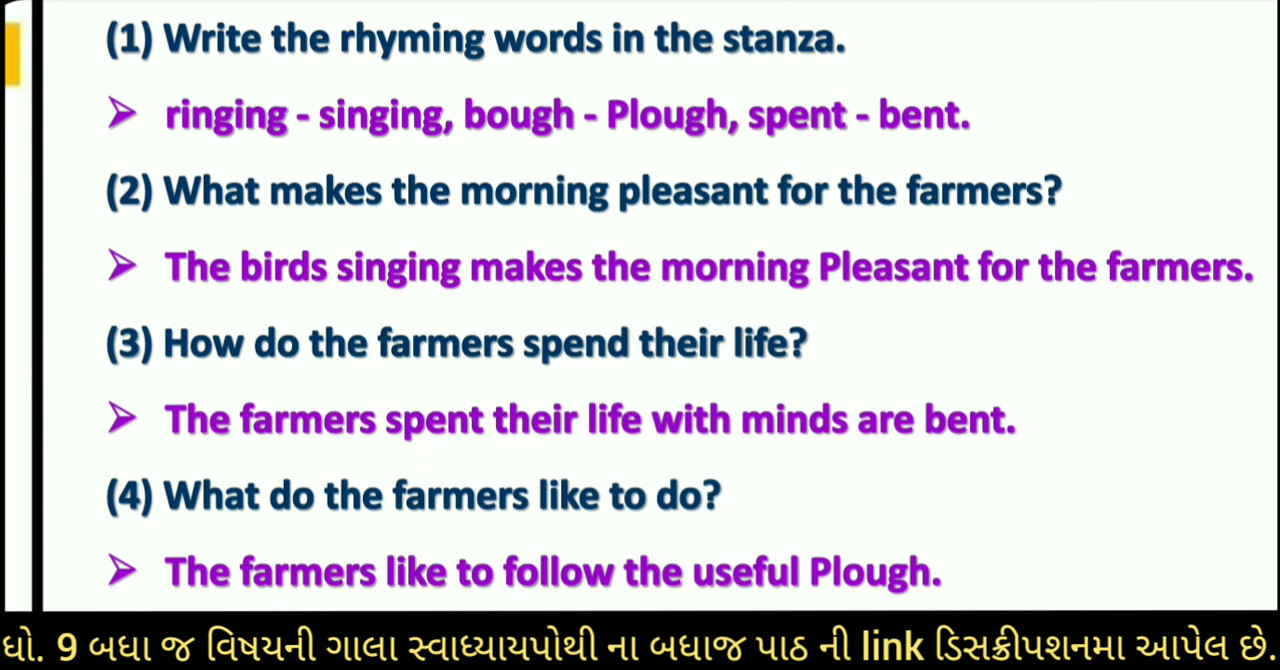 (1) Write the rhyming words in the stanza.
➢ ringing - singing, bough - Plough, spent - bent.
(2) What makes the morning pleasant for the farmers?
➢ The birds singing makes the morning Pleasant for the farmers.
(3) How do the farmers spend their life?
➢ The farmers spent their life with minds are bent.
(4) What do the farmers like to do?
➢ The farmers like to follow the useful Plough.
ધો. 9 બધા જ વિષયની ગાલા સ્વાધ્યાયપોથી ના બધાજ પાઠ ની link ડિસક્રીપશનમા આપેલ છે.